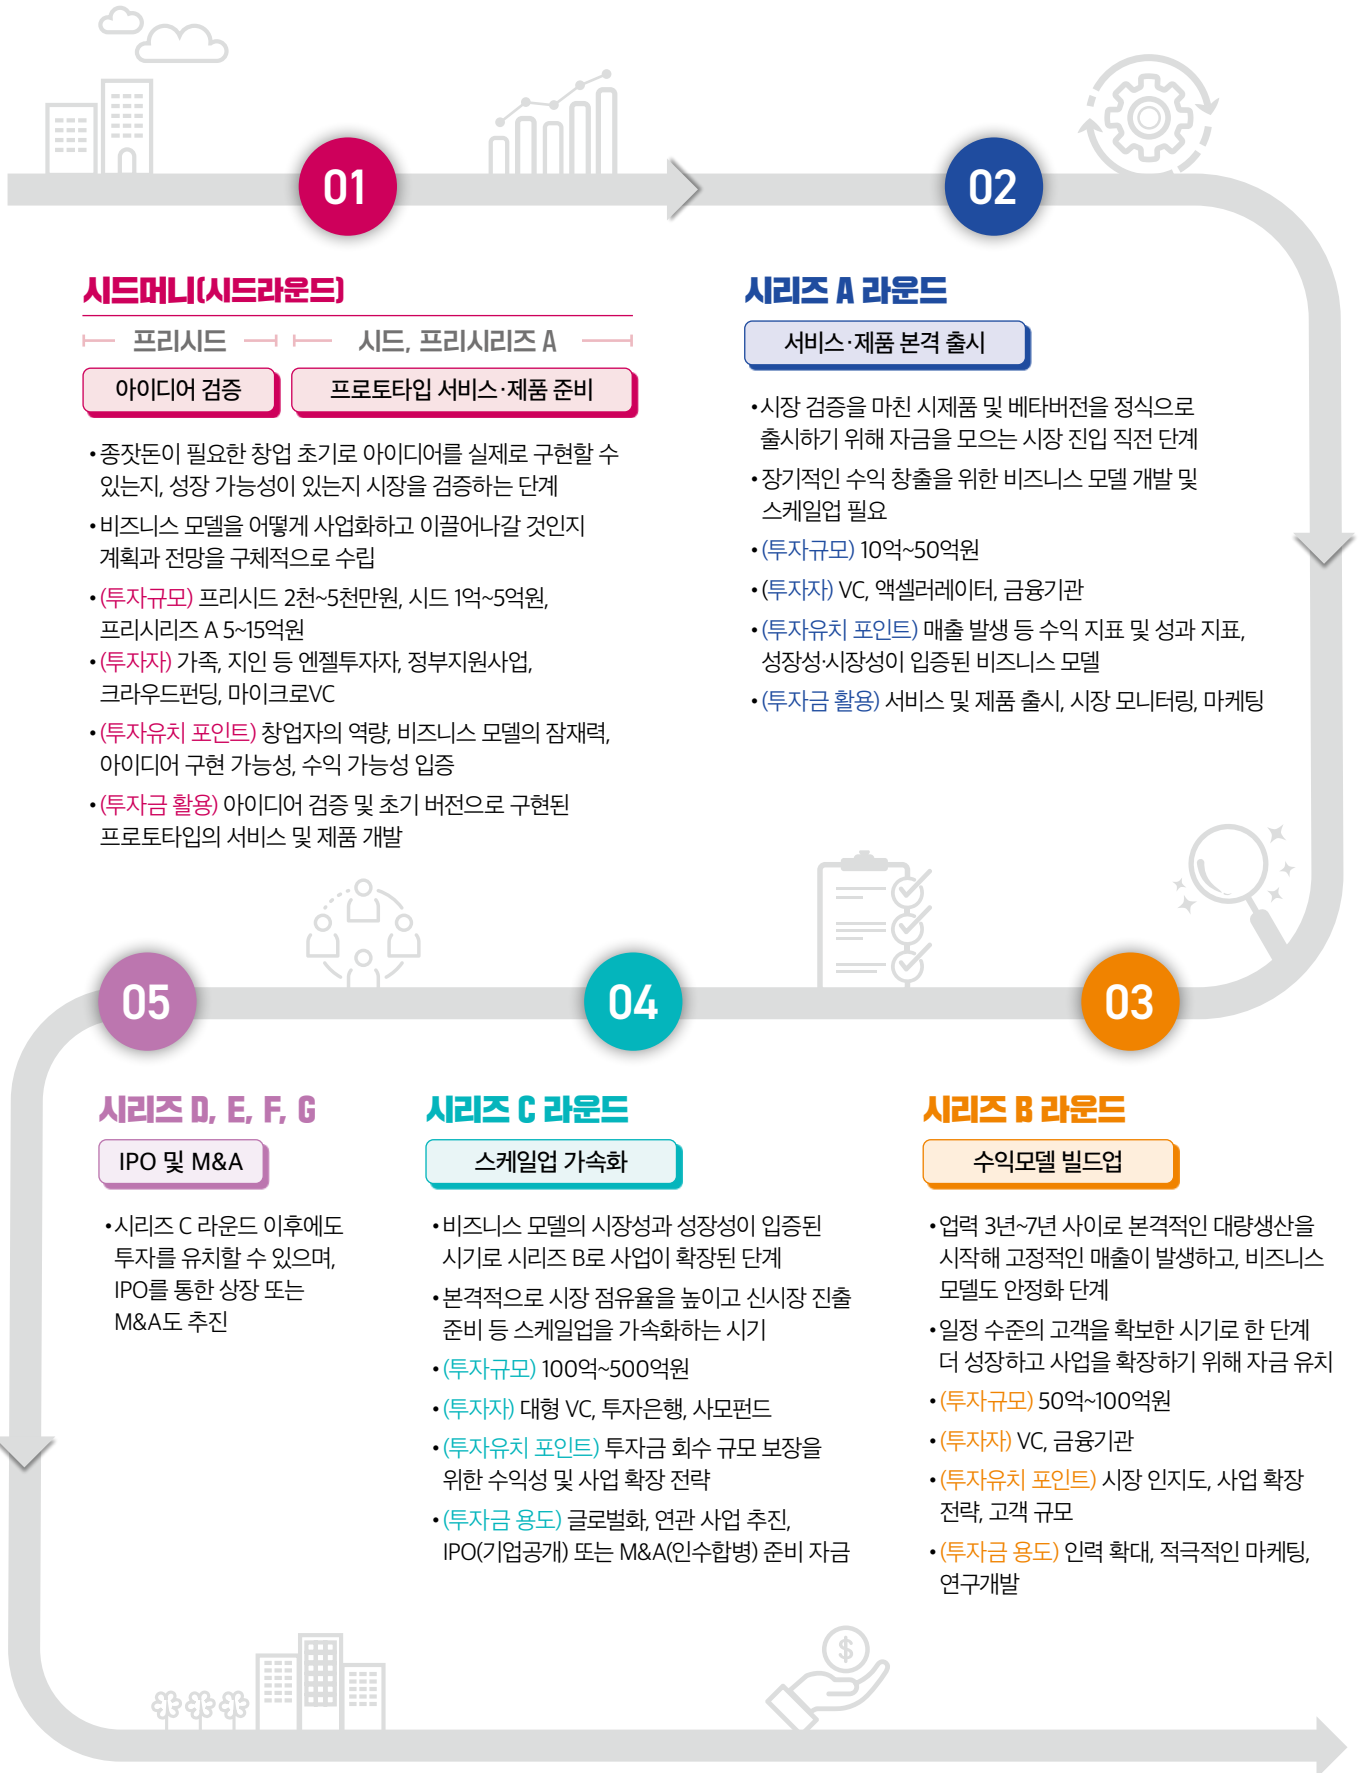 01
시드머니(시드라운드)
프리시드
시드, 프리시리즈 A
아이디어 검증
프로토타입 서비스·제품 준비
•종잣돈이 필요한 창업 초기로 아이디어를 실제로 구현할 수
있는지, 성장 가능성이 있는지 시장을 검증하는 단계
•비즈니스 모델을 어떻게 사업화하고 이끌어나갈 것인지
계획과 전망을 구체적으로 수립
•(투자규모) 프리시드 2천~5천만원, 시드 1억~5억원,
프리시리즈 A 5~15억원
•(투자자) 가족, 지인 등 엔젤투자자, 정부지원사업,
크라우드펀딩, 마이크로VC
•(투자유치 포인트) 창업자의 역량, 비즈니스 모델의 잠재력,
아이디어 구현 가능성, 수익 가능성 입증
•(투자금 활용) 아이디어 검증 및 초기 버전으로 구현된
프로토타입의 서비스 및 제품 개발
02
시리즈 A 라운드
서비스·제품 본격 출시
•시장 검증을 마친 시제품 및 베타버전을 정식으로
출시하기 위해 자금을 모으는 시장 진입 직전 단계
•장기적인 수익 창출을 위한 비즈니스 모델 개발 및
스케일업 필요
•(투자규모) 10억~50억원
•(투자자) VC, 액셀러레이터, 금융기관
•(투자유치 포인트) 매출 발생 등 수익 지표 및 성과 지표,
성장성·시장성이 입증된 비즈니스 모델
•(투자금 활용) 서비스 및 제품 출시, 시장 모니터링, 마케팅
03
시리즈 B 라운드
수익모델 빌드업
•업력 3년~7년 사이로 본격적인 대량생산을
시작해 고정적인 매출이 발생하고, 비즈니스
모델도 안정화 단계
•일정 수준의 고객을 확보한 시기로 한 단계
더 성장하고 사업을 확장하기 위해 자금 유치
•(투자규모) 50억~100억원
•(투자자) VC, 금융기관
•(투자유치 포인트) 시장 인지도, 사업 확장
전략, 고객 규모
•(투자금 용도) 인력 확대, 적극적인 마케팅,
연구개발
04
시리즈 C 라운드
스케일업 가속화
•비즈니스 모델의 시장성과 성장성이 입증된
시기로 시리즈 B로 사업이 확장된 단계
•본격적으로 시장 점유율을 높이고 신시장 진출
준비 등 스케일업을 가속화하는 시기
•(투자규모) 100억~500억원
•(투자자) 대형 VC, 투자은행, 사모펀드
•(투자유치 포인트) 투자금 회수 규모 보장을
위한 수익성 및 사업 확장 전략
•(투자금 용도) 글로벌화, 연관 사업 추진,
IPO(기업공개) 또는 M&A(인수합병) 준비 자금
05
시리즈 D, E, F, G
IPO 및 M&A
•시리즈 C 라운드 이후에도
투자를 유치할 수 있으며,
IPO를 통한 상장 또는
M&A도 추진
$